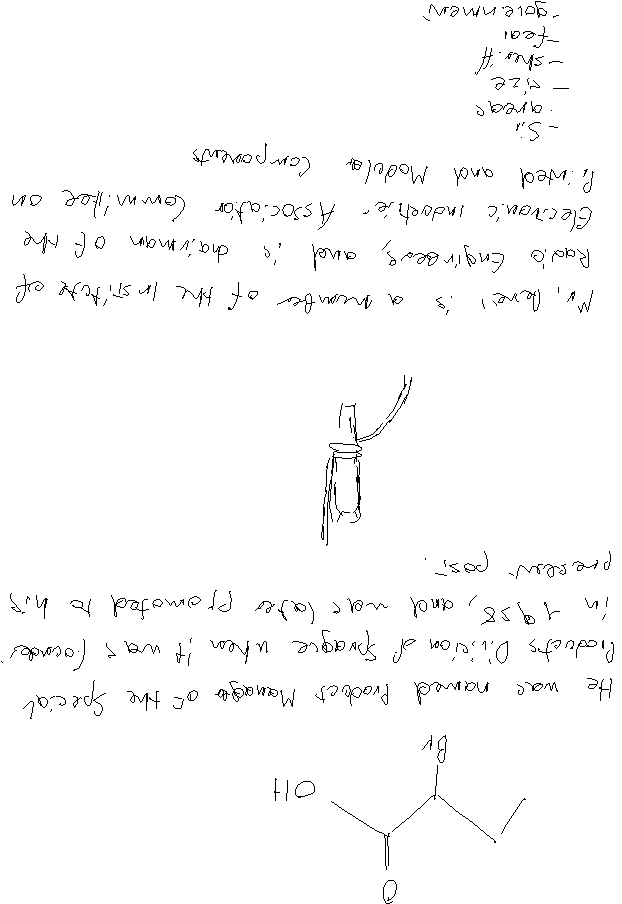 O
OH
Br
He was named Product Manager of the Special
Products Division of Sprague when it was founded
in 1958, and was later promoted to his
present post.
Mr. is a member of the Institute of
Radio Engineers, and is chairman of the
Electronic Industries Association Committee on
Printed and Modular Components
- Sir
- areas
- size
- sheriff
- fear
- government